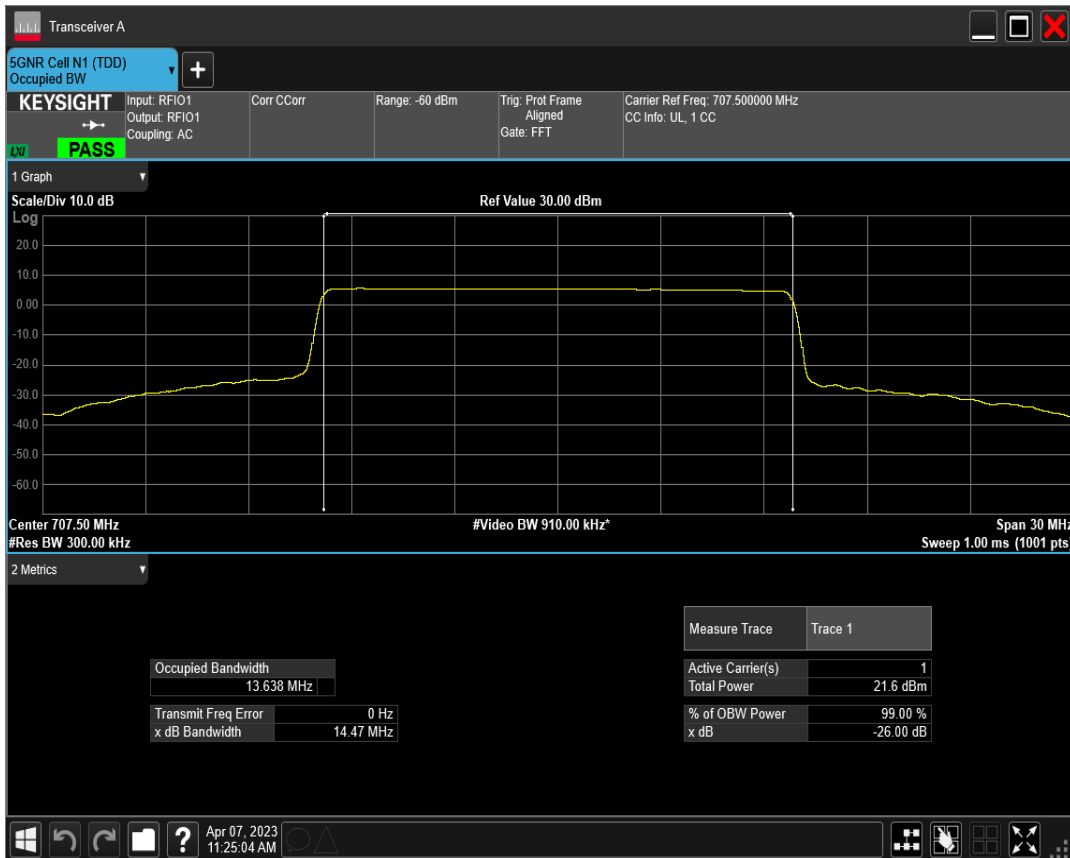 Transceiver A
5GNR Cell N1 (TDD)
Occupied BW
+
KEYSIGHT
LXI
PASS
Input: RFIO1
Output: RFIO1
Coupling: AC
Corr CCorr
Range: -60 dBm
Trig: Prot Frame
Aligned
Gate: FFT
Carrier Ref Freq: 707.500000 MHz
CC Info: UL, 1 CC
1 Graph
Scale/Div 10.0 dB
Ref Value 30.00 dBm
Log
20.0
10.0
0.00
-10.0
-20.0
-30.0
-40.0
-50.0
-60.0
Center 707.50 MHz
#Video BW 910.00 kHz*
Span 30 MHz
#Res BW 300.00 kHz
Sweep 1.00 ms (1001 pts)
2 Metrics
Measure Trace Trace 1
Occupied Bandwidth
13.638 MHz
Active Carrier(s) 1
Total Power 21.6 dBm
Transmit Freq Error 0 Hz
x dB Bandwidth 14.47 MHz
% of OBW Power 99.00 %
x dB -26.00 dB
?
Apr 07, 2023
11:25:04 AM